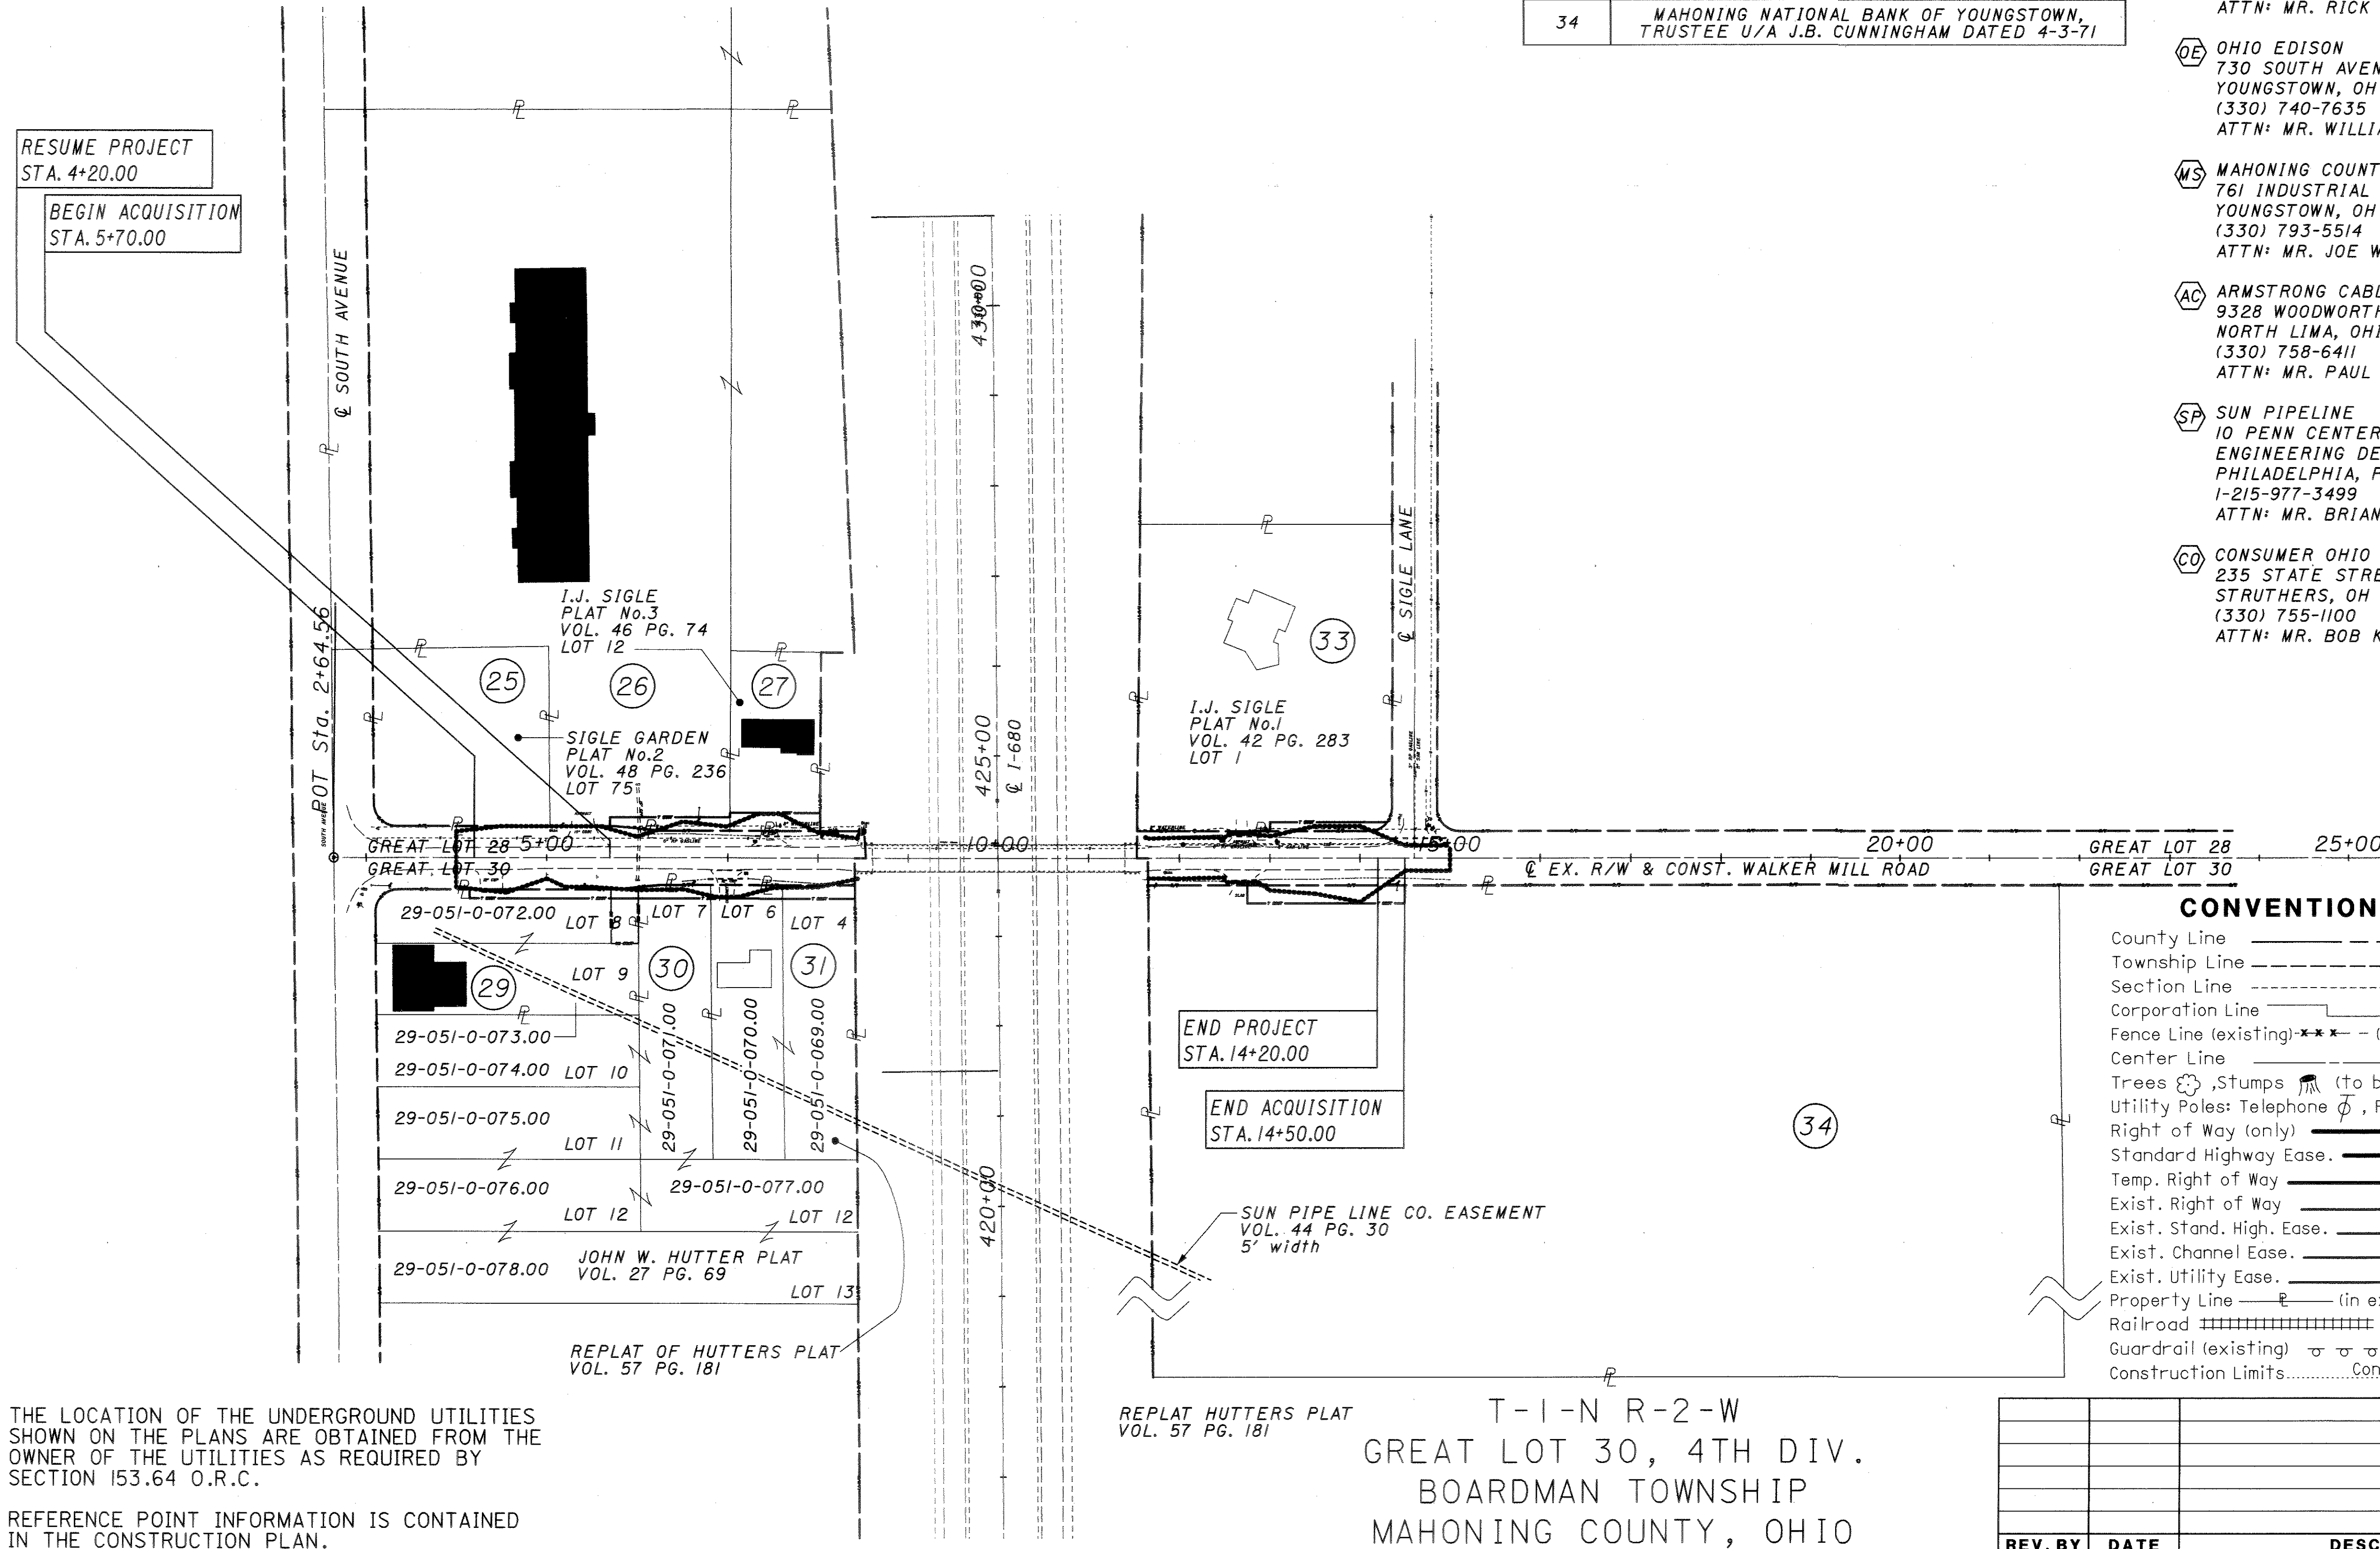 34
MAHONING NATIONAL BANK OF YOUNGSTOWN,
TRUSTEE U/A J.B. CUNNINGHAM DATED 4-3-71
ATTN: MR. RICK
OE
OHIO EDISON
730 SOUTH AVEN
YOUNGSTOWN, OH
(330) 740-7635
ATTN: MR. WILLIA
MS
MAHONING COUNT
761 INDUSTRIAL
YOUNGSTOWN, OH
(330) 793-5514
ATTN: MR. JOE W
AC
ARMSTRONG CABL
9328 WOODWORTH
NORTH LIMA, OHI
(330) 758-6411
ATTN: MR. PAUL
SP
SUN PIPELINE
10 PENN CENTER
ENGINEERING DE
PHILADELPHIA, P
1-215-977-3499
ATTN: MR. BRIAN
CO
CONSUMER OHIO
235 STATE STRE
STRUTHERS, OH
(330) 755-1100
ATTN: MR. BOB K
RESUME PROJECT
STA. 4+20.00
BEGIN ACQUISITION
STA. 5+70.00
℄ SOUTH AVENUE
POT Sta. 2+64.56
SOUTH AVENUE
I.J. SIGLE
PLAT No.3
VOL. 46 PG. 74
LOT 12
25
26
27
SIGLE GARDEN
PLAT No.2
VOL. 48 PG. 236
LOT 75
430+00
425+00
℄ I-680
420+00
33
I.J. SIGLE
PLAT No.1
VOL. 42 PG. 283
LOT 1
℄ SIGLE LANE
GREAT LOT 28
5+00
10+00
15+00
20+00
GREAT LOT 28
25+00
GREAT LOT 30
℄ EX. R/W & CONST. WALKER MILL ROAD
GREAT LOT 30
29-051-0-072.00
LOT 8
LOT 7
LOT 6
LOT 4
LOT 9
29
30
31
29-051-0-073.00
29-051-0-074.00
LOT 10
29-051-0-075.00
LOT 11
29-051-0-071.00
29-051-0-070.00
29-051-0-069.00
29-051-0-076.00
LOT 12
29-051-0-077.00
LOT 12
29-051-0-078.00
JOHN W. HUTTER PLAT
VOL. 27 PG. 69
LOT 13
REPLAT OF HUTTERS PLAT
VOL. 57 PG. 181
END PROJECT
STA. 14+20.00
END ACQUISITION
STA. 14+50.00
34
SUN PIPE LINE CO. EASEMENT
VOL. 44 PG. 30
5' width
CONVENTION
County Line
Township Line
Section Line
Corporation Line
Fence Line (existing)
Center Line
Trees ,Stumps (to b
Utility Poles: Telephone , P
Right of Way (only)
Standard Highway Ease.
Temp. Right of Way
Exist. Right of Way
Exist. Stand. High. Ease.
Exist. Channel Ease.
Exist. Utility Ease.
Property Line (in e
Railroad
Guardrail (existing)
Construction Limits Con
THE LOCATION OF THE UNDERGROUND UTILITIES
SHOWN ON THE PLANS ARE OBTAINED FROM THE
OWNER OF THE UTILITIES AS REQUIRED BY
SECTION 153.64 O.R.C.
REFERENCE POINT INFORMATION IS CONTAINED
IN THE CONSTRUCTION PLAN.
REPLAT HUTTERS PLAT
VOL. 57 PG. 181
T-1-N R-2-W
GREAT LOT 30, 4TH DIV.
BOARDMAN TOWNSHIP
MAHONING COUNTY, OHIO
REV. BY DATE DESC